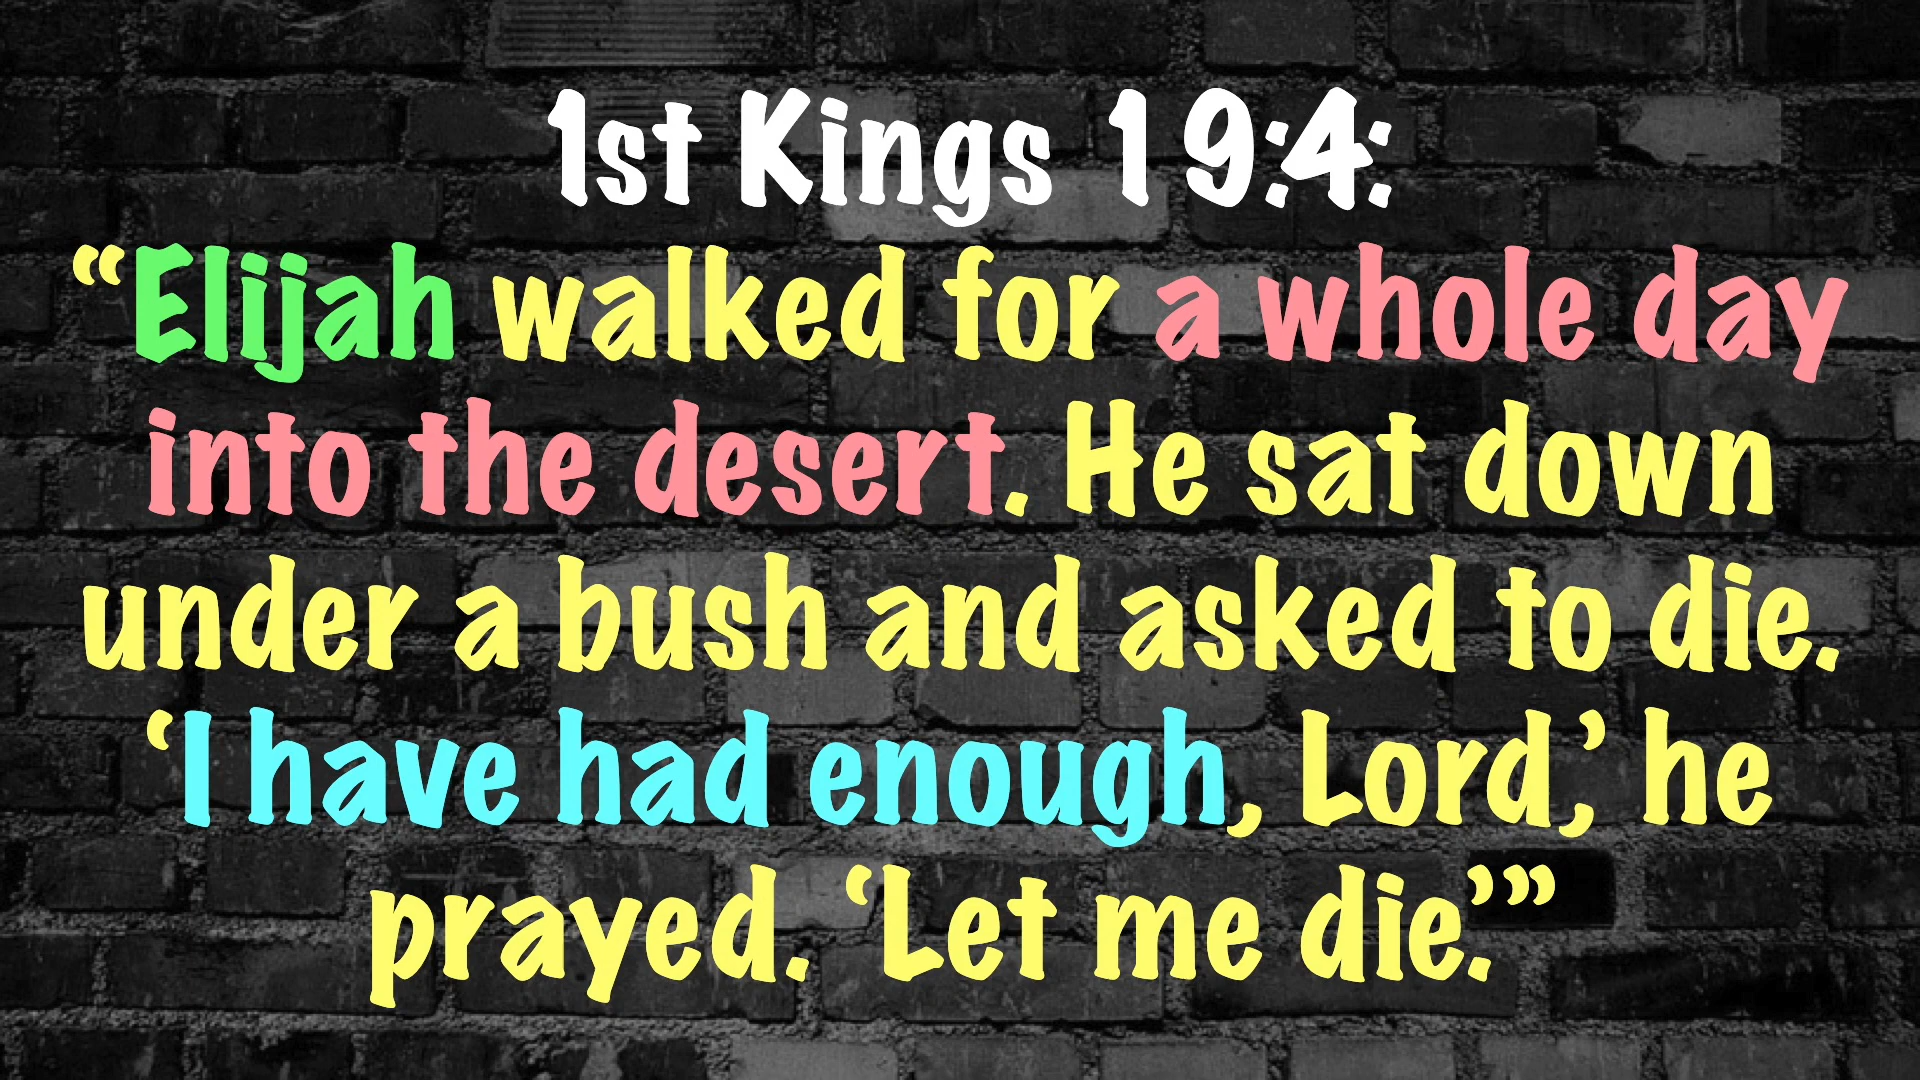 1st Kings 19:4:
“Elijah walked for a whole day
into the desert. He sat down
under a bush and asked to die.
‘I have had enough, Lord,’ he
prayed. ‘Let me die.’”